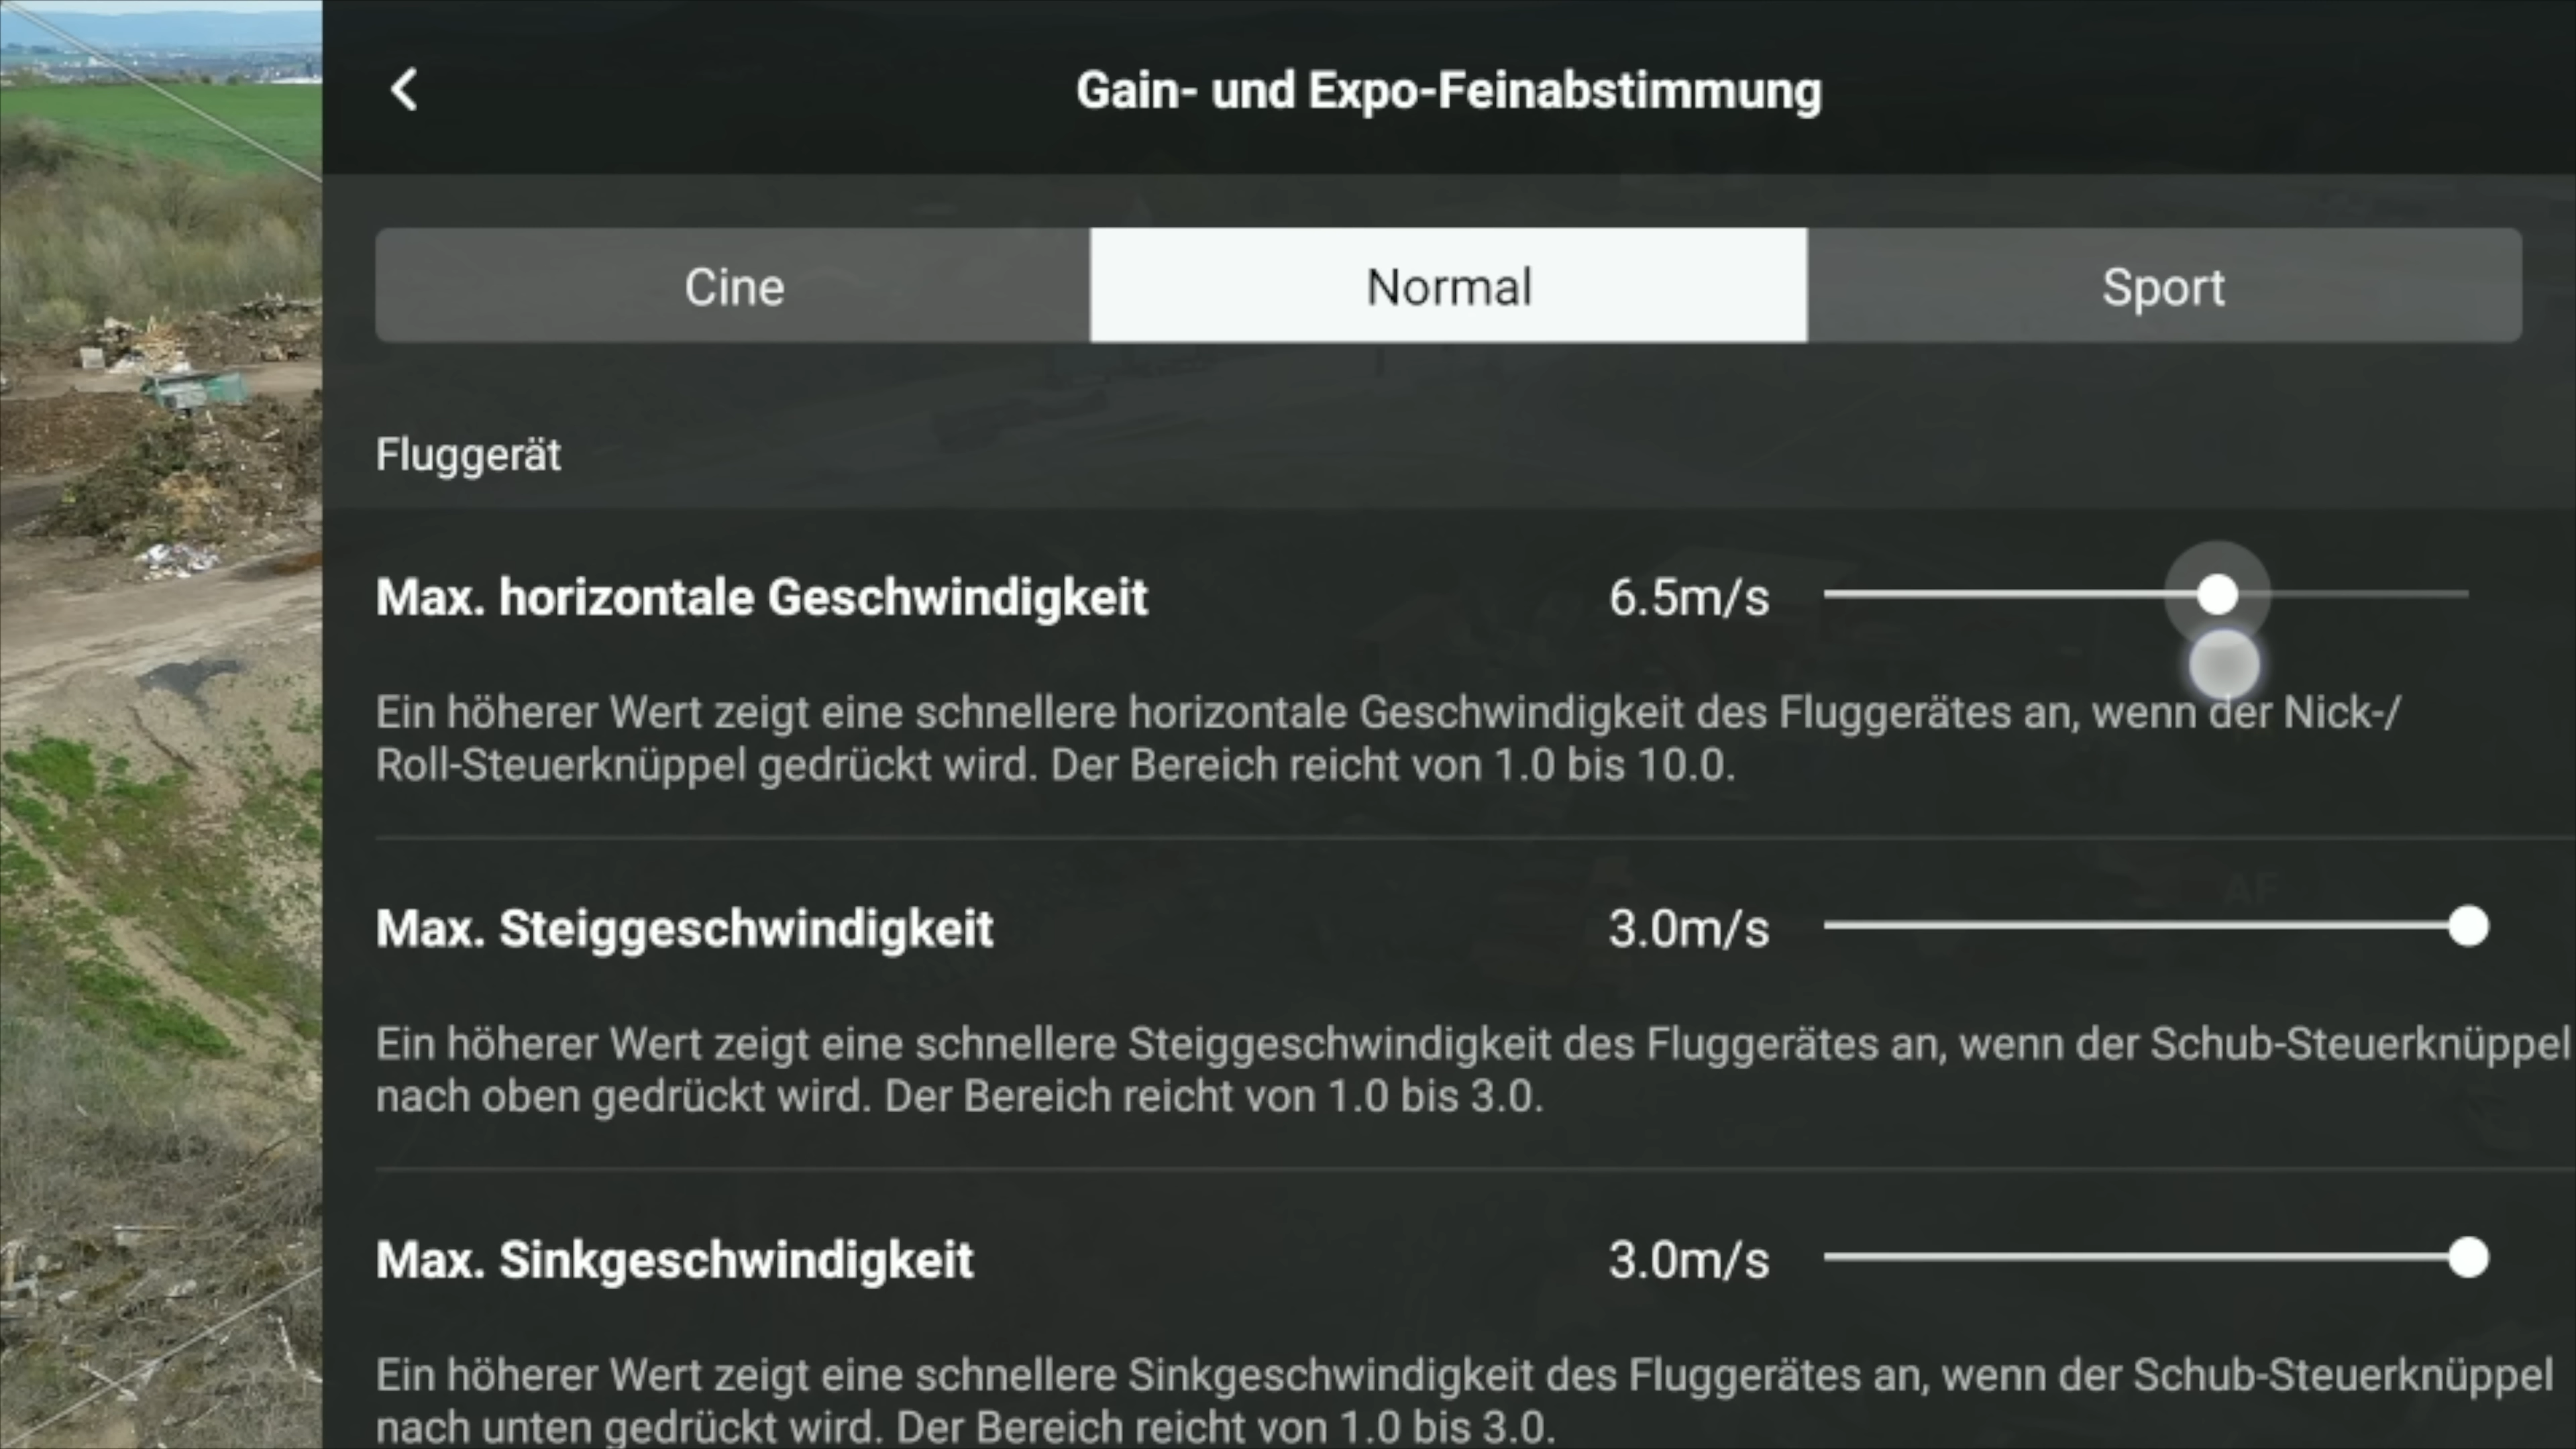 Gain- und Expo-Feinabstimmung
Cine
Normal
Sport
Fluggerät
Max. horizontale Geschwindigkeit
6.5m/s
Ein höherer Wert zeigt eine schnellere horizontale Geschwindigkeit des Fluggerätes an, wenn der Nick-/
Roll-Steuerknüppel gedrückt wird. Der Bereich reicht von 1.0 bis 10.0.
AF
Max. Steiggeschwindigkeit
3.0m/s
Ein höherer Wert zeigt eine schnellere Steiggeschwindigkeit des Fluggerätes an, wenn der Schub-Steuerknüppel
nach oben gedrückt wird. Der Bereich reicht von 1.0 bis 3.0.
Max. Sinkgeschwindigkeit
3.0m/s
Ein höherer Wert zeigt eine schnellere Sinkgeschwindigkeit des Fluggerätes an, wenn der Schub-Steuerknüppel
nach unten gedrückt wird. Der Bereich reicht von 1.0 bis 3.0.